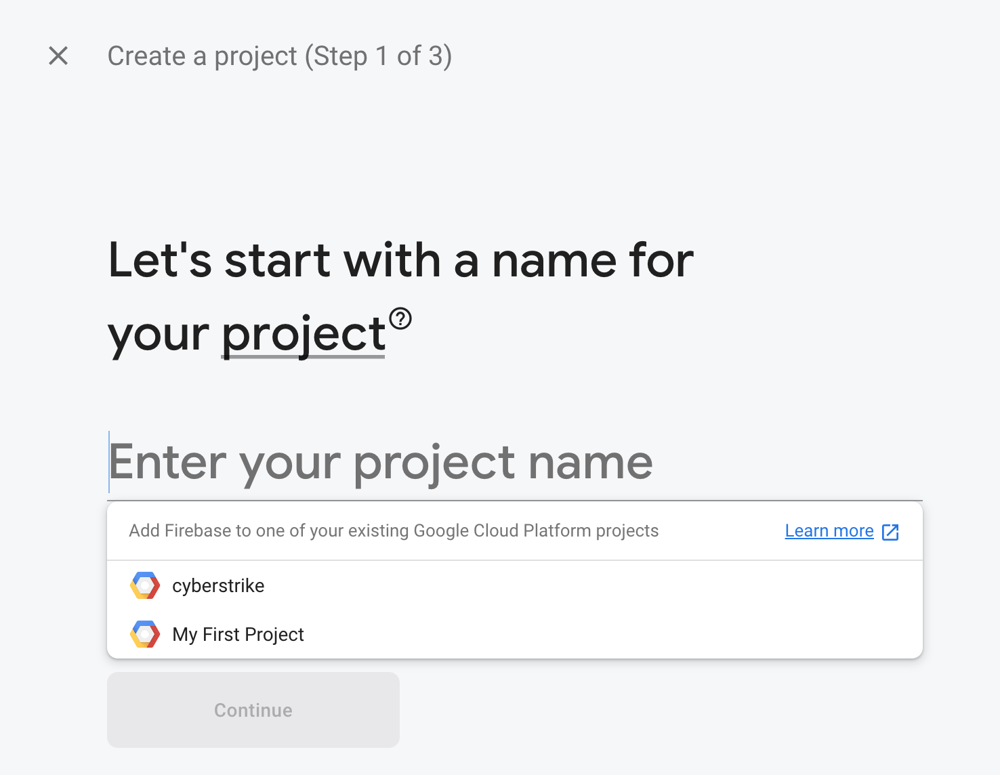 Create a project (Step 1 of 3)
Let's start with a name for
your project
Enter your project name
Add Firebase to one of your existing Google Cloud Platform projects Learn more
cyberstrike
My First Project
Continue